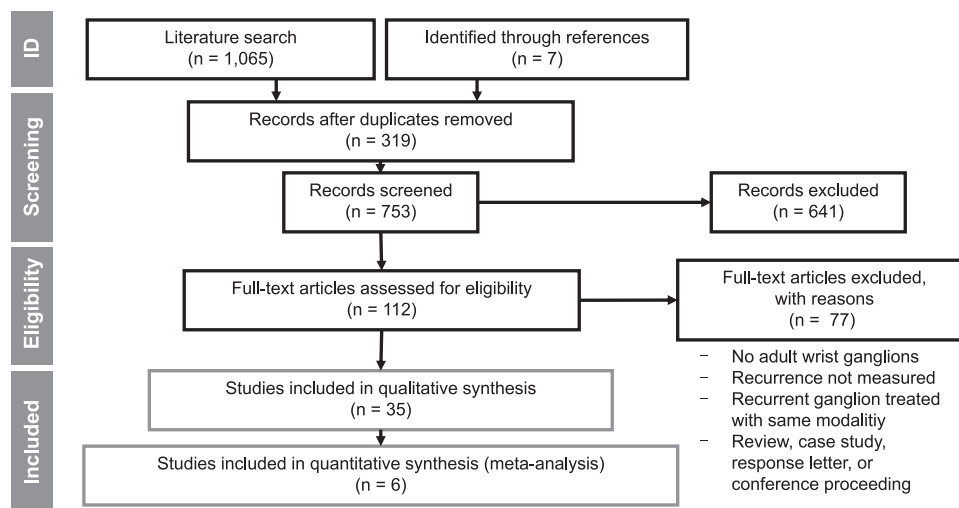 ID
Literature search
(n = 1,065)
Identified through references
(n = 7)
Screening
Records after duplicates removed
(n = 319)
Records screened
(n = 753)
Records excluded
(n = 641)
Eligibility
Full-text articles assessed for eligibility
(n = 112)
Full-text articles excluded,
with reasons
(n = 77)
– No adult wrist ganglions
– Recurrence not measured
– Recurrent ganglion treated
with same modalitiy
– Review, case study,
response letter, or
conference proceeding
Included
Studies included in qualitative synthesis
(n = 35)
Studies included in quantitative synthesis (meta-analysis)
(n = 6)